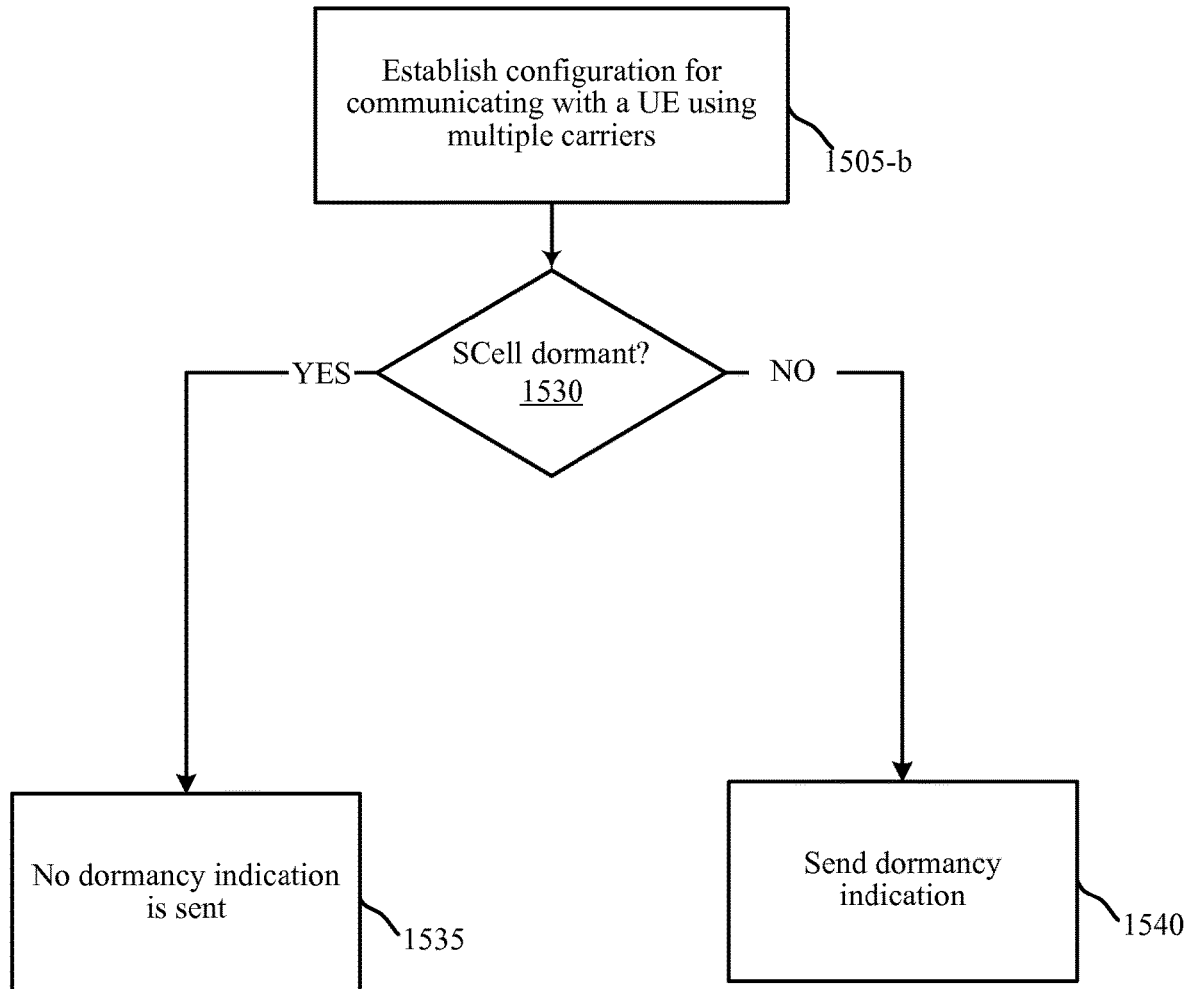 Establish configuration for
communicating with a UE using
multiple carriers
1505-b
SCell dormant?
1530
YES
NO
No dormancy indication
is sent
1535
Send dormancy
indication
1540